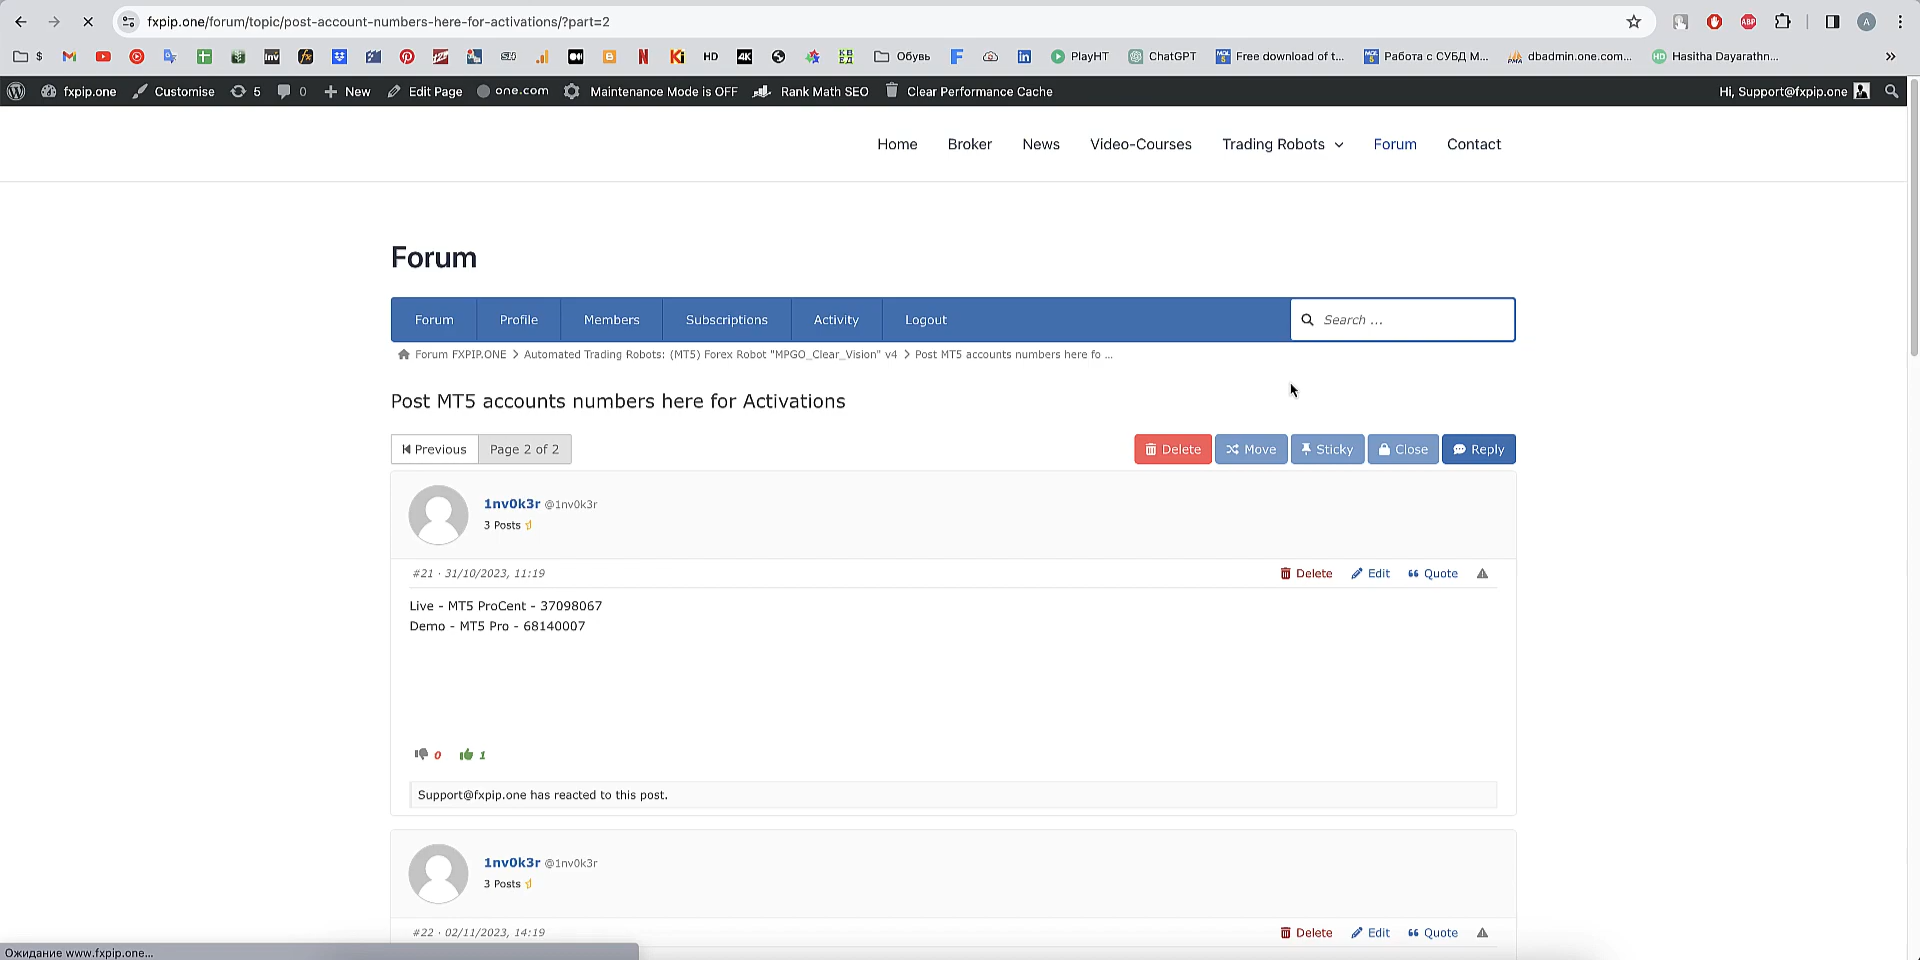 fxpip.one/forum/topic/post-account-numbers-here-for-activations/?part=2
$ Inv HD 4K Обувь PlayHT ChatGPT Free download of t... Работа с СУБД M... dbadmin.one.com... HD Hasitha Dayarathn... »
fxpip.one Customise 5 0 New Edit Page one.com Maintenance Mode is OFF Rank Math SEO Clear Performance Cache Hi, Support@fxpip.one
Home Broker News Video-Courses Trading Robots Forum Contact
Forum
Forum Profile Members Subscriptions Activity Logout Search ...
Forum FXPIP.ONE Automated Trading Robots: (MT5) Forex Robot "MPGO_Clear_Vision" v4 Post MT5 accounts numbers here fo ...
Post MT5 accounts numbers here for Activations
Previous Page 2 of 2 Delete Move Sticky Close Reply
1nv0k3r @1nv0k3r
3 Posts
#21 · 31/10/2023, 11:19 Delete Edit Quote
Live - MT5 ProCent - 37098067
Demo - MT5 Pro - 68140007
0 1
Support@fxpip.one has reacted to this post.
1nv0k3r @1nv0k3r
3 Posts
#22 · 02/11/2023, 14:19 Delete Edit Quote
Ожидание www.fxpip.one...